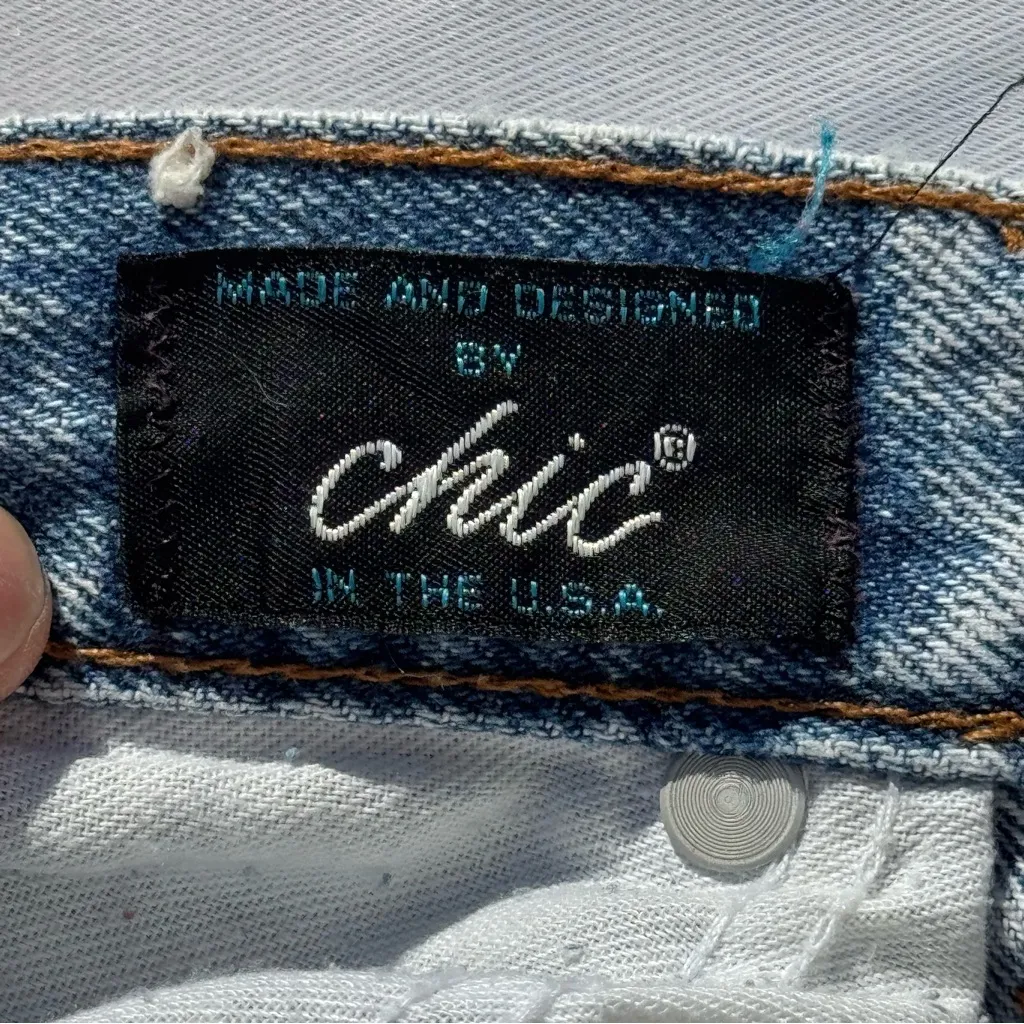 MADE AND DESIGNED
BY
chic®
IN THE U.S.A.